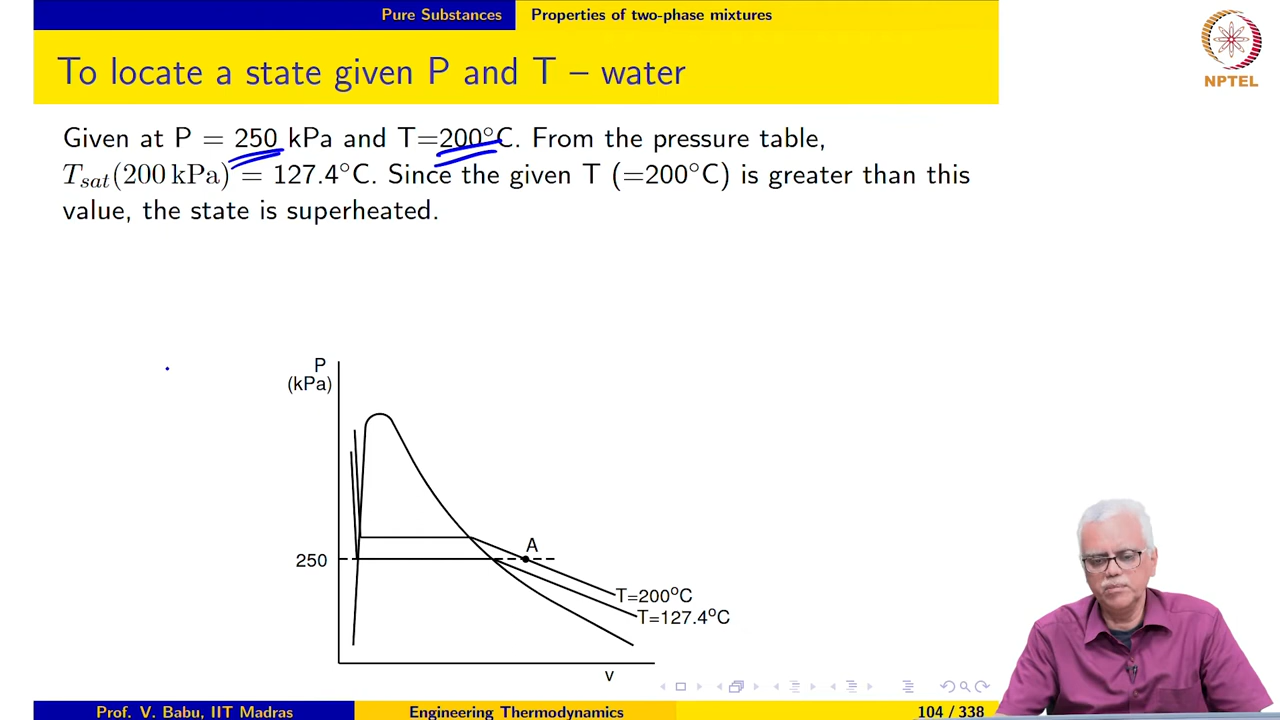 Pure Substances Properties of two-phase mixtures
To locate a state given P and T – water
NPTEL
Given at P = 250 kPa and T=200°C. From the pressure table,
T_sat(200 kPa) = 127.4°C. Since the given T (=200°C) is greater than this
value, the state is superheated.
P
(kPa)
A
250
T=200°C
T=127.4°C
v
Prof. V. Babu, IIT Madras Engineering Thermodynamics 104 / 338